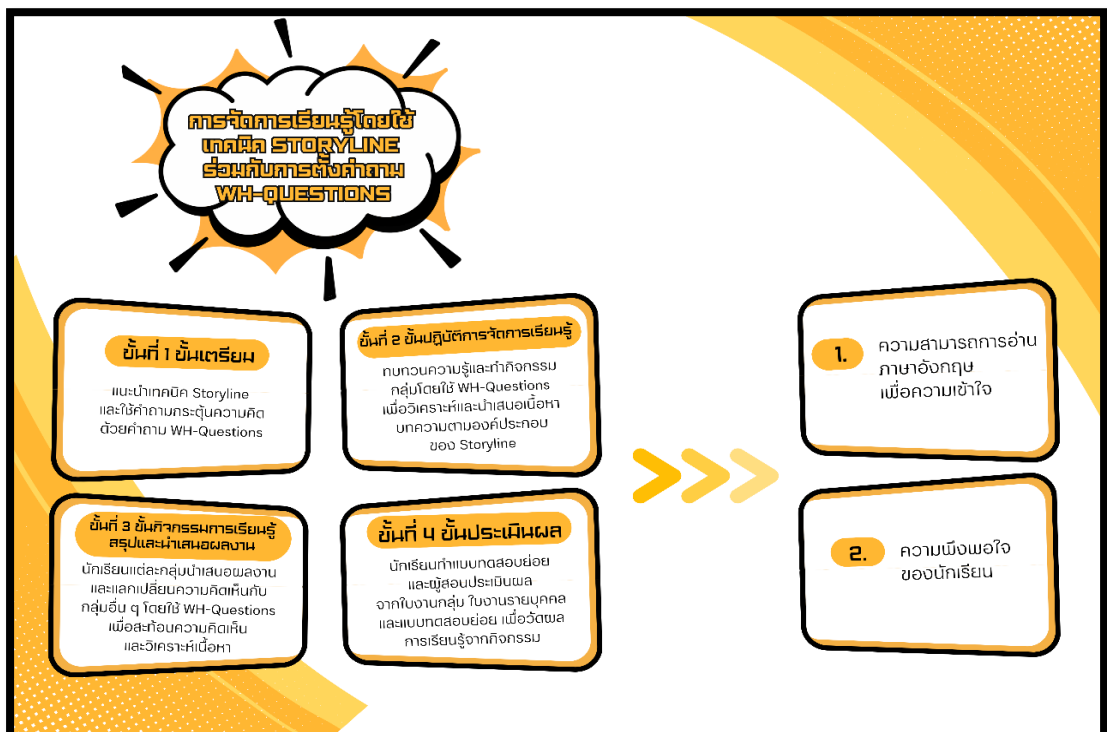 การจัดการเรียนรู้โดยใช้
เทคนิค STORYLINE
ร่วมกับการตั้งคำถาม
WH-QUESTIONS
ขั้นที่ 1 ขั้นเตรียม
แนะนำเทคนิค Storyline
และใช้คำถามกระตุ้นความคิด
ด้วยคำถาม WH-Questions
ขั้นที่ 2 ขั้นปฏิบัติการจัดการเรียนรู้
ทบทวนความรู้และทำกิจกรรม
กลุ่มโดยใช้ WH-Questions
เพื่อวิเคราะห์และนำเสนอเนื้อหา
บทความตามองค์ประกอบ
ของ Storyline
ขั้นที่ 3 ขั้นกิจกรรมการเรียนรู้
สรุปและนำเสนอผลงาน
นักเรียนแต่ละกลุ่มนำเสนอผลงาน
และแลกเปลี่ยนความคิดเห็นกับ
กลุ่มอื่น ๆ โดยใช้ WH-Questions
เพื่อสะท้อนความคิดเห็น
และวิเคราะห์เนื้อหา
ขั้นที่ 4 ขั้นประเมินผล
นักเรียนทำแบบทดสอบย่อย
และผู้สอนประเมินผล
จากใบงานกลุ่ม ใบงานรายบุคคล
และแบบทดสอบย่อย เพื่อวัดผล
การเรียนรู้จากกิจกรรม
1. ความสามารถการอ่าน
ภาษาอังกฤษ
เพื่อความเข้าใจ
2. ความพึงพอใจ
ของนักเรียน